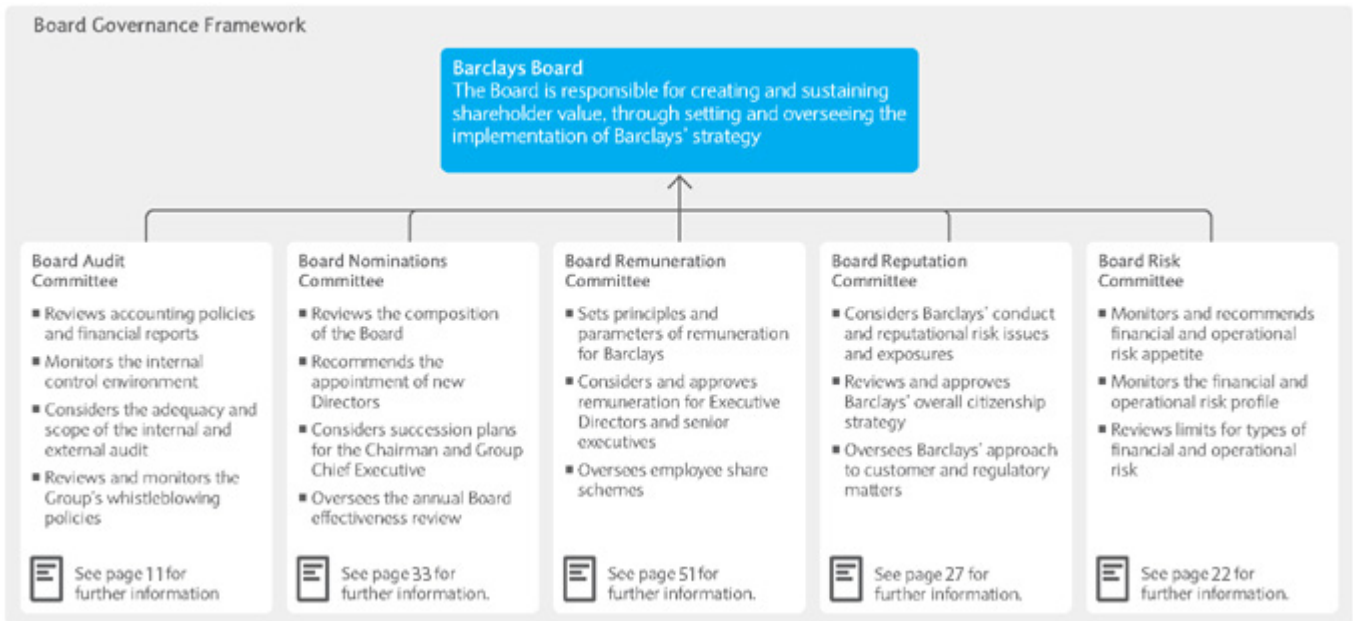 Board Governance Framework
Barclays Board
The Board is responsible for creating and sustaining
shareholder value, through setting and overseeing the
implementation of Barclays' strategy
Board Audit
Committee
■ Reviews accounting policies
and financial reports
■ Monitors the internal
control environment
■ Considers the adequacy and
scope of the internal and
external audit
■ Reviews and monitors the
Group's whistleblowing
policies
See page 11 for
further information
Board Nominations
Committee
■ Reviews the composition
of the Board
■ Recommends the
appointment of new
Directors
■ Considers succession plans
for the Chairman and Group
Chief Executive
■ Oversees the annual Board
effectiveness review
See page 33 for
further information.
Board Remuneration
Committee
■ Sets principles and
parameters of remuneration
for Barclays
■ Considers and approves
remuneration for Executive
Directors and senior
executives
■ Oversees employee share
schemes
See page 51 for
further information.
Board Reputation
Committee
■ Considers Barclays' conduct
and reputational risk issues
and exposures
■ Reviews and approves
Barclays' overall citizenship
strategy
■ Oversees Barclays' approach
to customer and regulatory
matters
See page 27 for
further information.
Board Risk
Committee
■ Monitors and recommends
financial and operational
risk appetite
■ Monitors the financial and
operational risk profile
■ Reviews limits for types of
financial and operational
risk
See page 22 for
further information.